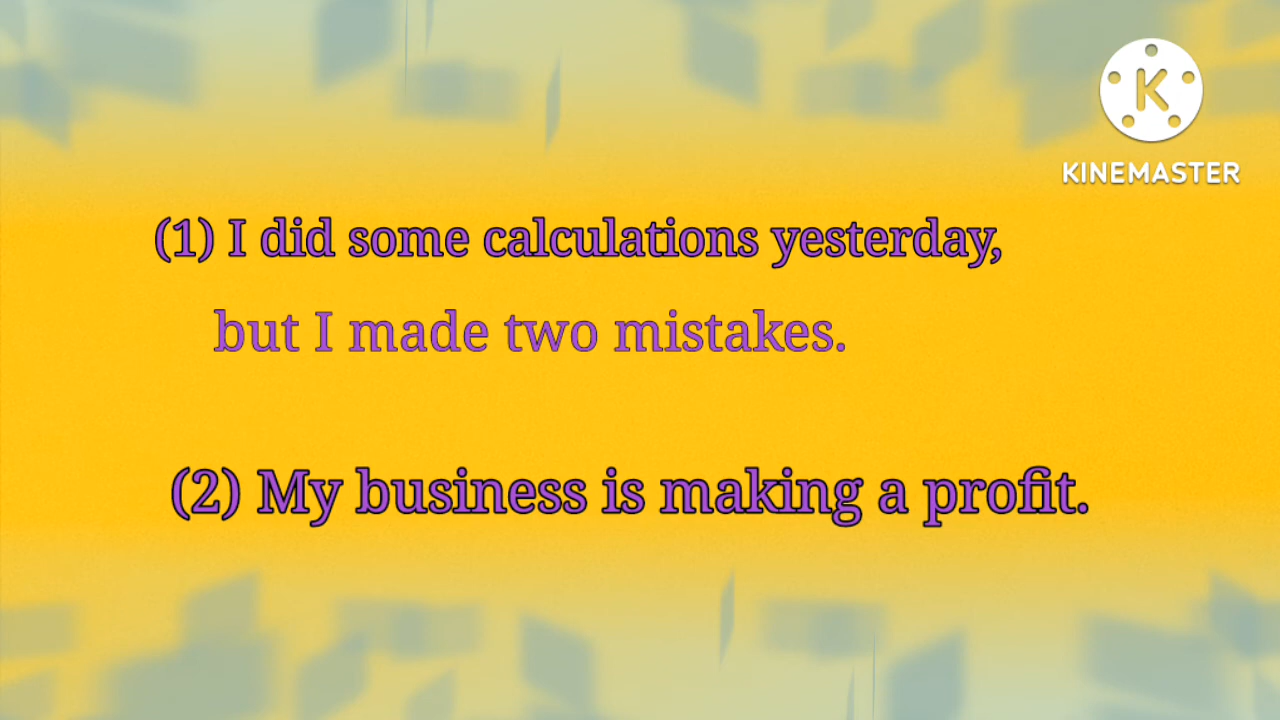 K
KINEMASTER
(1) I did some calculations yesterday,
but I made two mistakes.
(2) My business is making a profit.